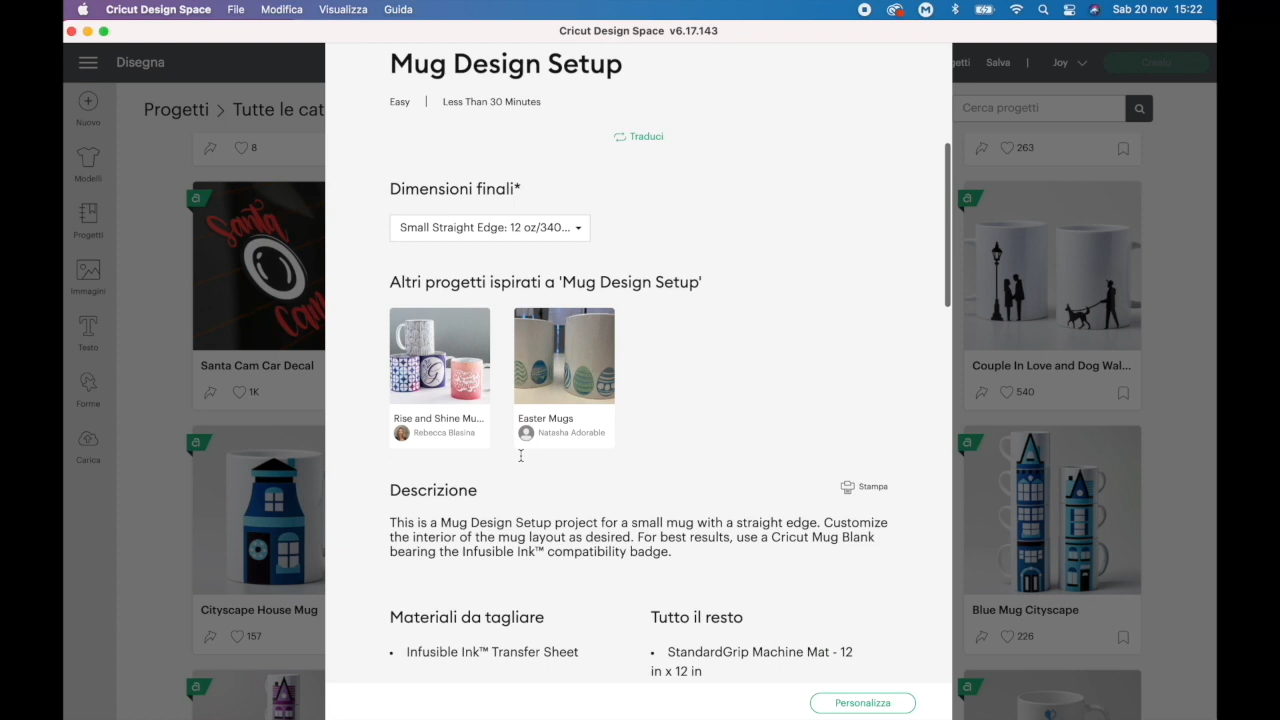 Cricut Design Space File Modifica Visualizza Guida Sab 20 nov 15:22
Cricut Design Space v6.17.143
Disegna
getti Salva | Joy Crealo
Progetti > Tutte le cat
Cerca progetti
Nuovo
Modelli
Progetti
Immagini
Testo
Forme
Carica
8
263
Santa
Cam
Santa Cam Car Decal
1K
Couple In Love and Dog Wal...
540
Cityscape House Mug
157
Blue Mug Cityscape
226
Mug Design Setup
Easy | Less Than 30 Minutes
Traduci
Dimensioni finali*
Small Straight Edge: 12 oz/340...
Altri progetti ispirati a 'Mug Design Setup'
Rise and Shine Mu...
Rebecca Blasina
Easter Mugs
Natasha Adorable
Descrizione
Stampa
This is a Mug Design Setup project for a small mug with a straight edge. Customize
the interior of the mug layout as desired. For best results, use a Cricut Mug Blank
bearing the Infusible Ink™ compatibility badge.
Materiali da tagliare
• Infusible Ink™ Transfer Sheet
Tutto il resto
• StandardGrip Machine Mat - 12
in x 12 in
Personalizza